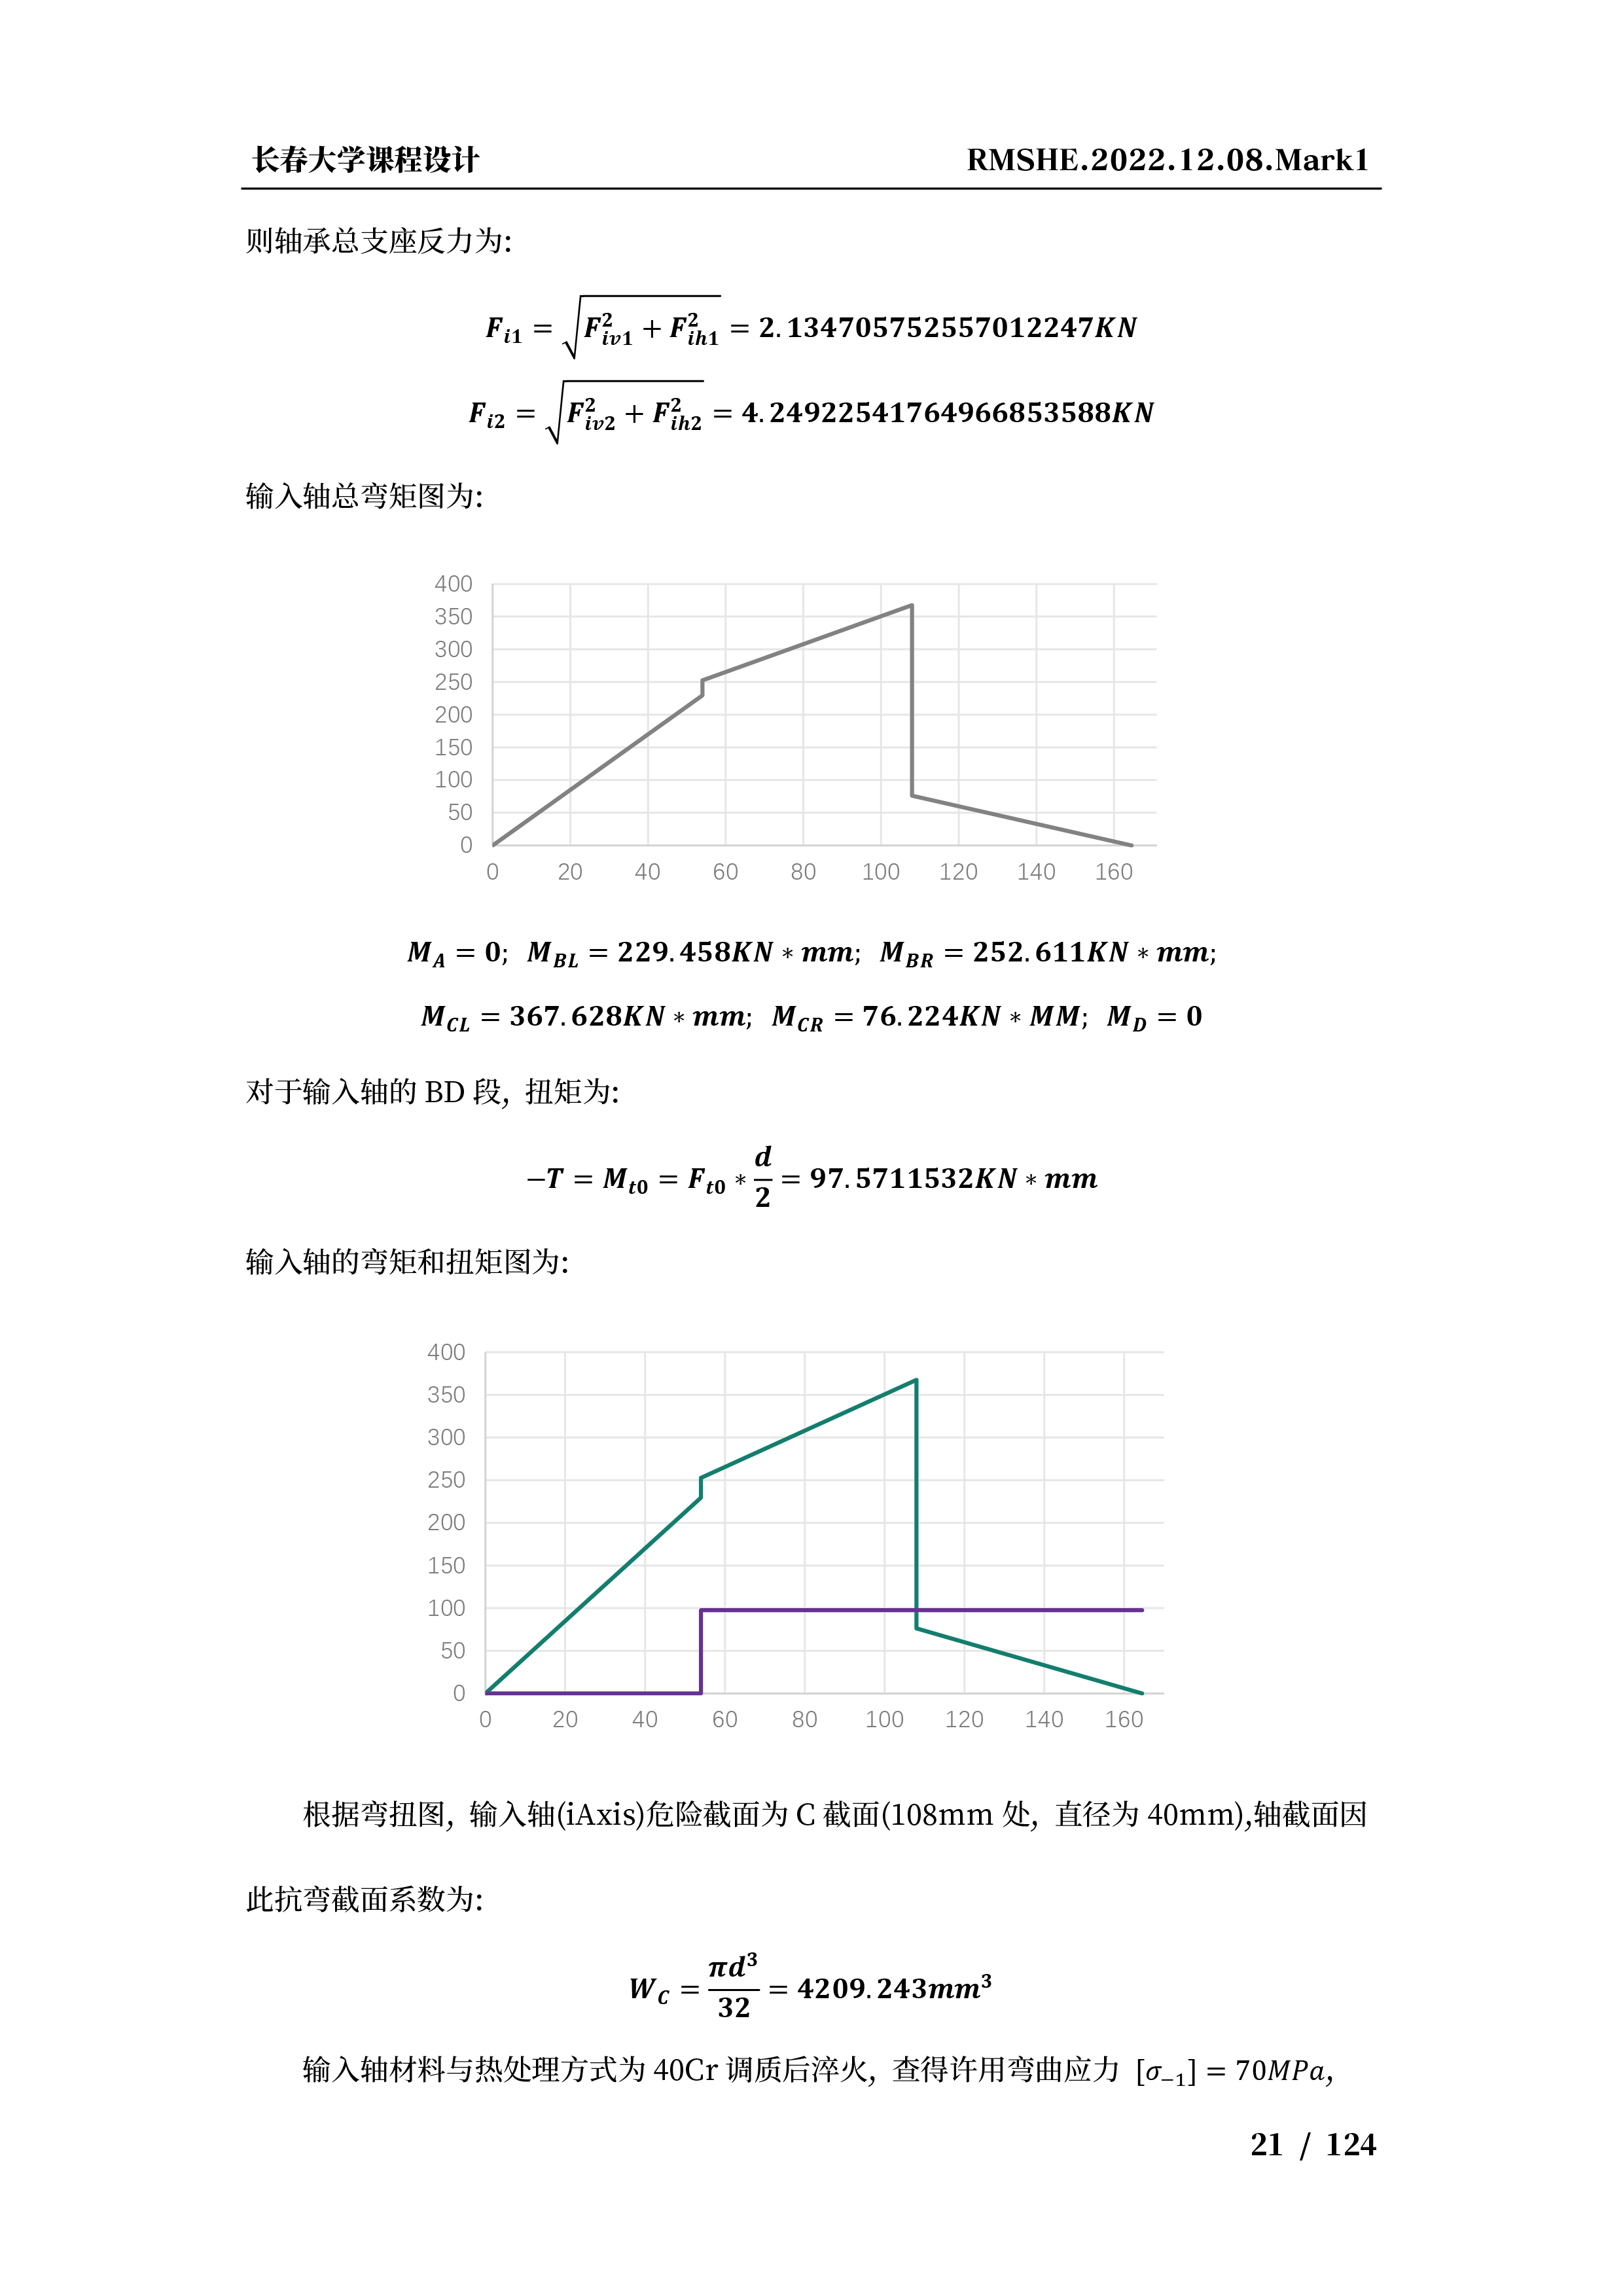 长春大学课程设计 RMSHE.2022.12.08.Mark1
则轴承总支座反力为:
F_{i1} = √(F_{iv1}^2 + F_{ih1}^2) = 2.134705752557012247KN
F_{i2} = √(F_{iv2}^2 + F_{ih2}^2) = 4.24922541764966853588KN
输入轴总弯矩图为:
400
350
300
250
200
150
100
50
0
0 20 40 60 80 100 120 140 160
M_A = 0; M_{BL} = 229.458KN * mm; M_{BR} = 252.611KN * mm;
M_{CL} = 367.628KN * mm; M_{CR} = 76.224KN * MM; M_D = 0
对于输入轴的 BD 段, 扭矩为:
−T = M_{t0} = F_{t0} * d/2 = 97.5711532KN * mm
输入轴的弯矩和扭矩图为:
400
350
300
250
200
150
100
50
0
0 20 40 60 80 100 120 140 160
根据弯扭图, 输入轴(iAxis)危险截面为 C 截面(108mm 处, 直径为 40mm),轴截面因
此抗弯截面系数为:
W_C = πd^3/32 = 4209.243mm^3
输入轴材料与热处理方式为 40Cr 调质后淬火, 查得许用弯曲应力 [σ_{−1}] = 70MPa,
21 / 124